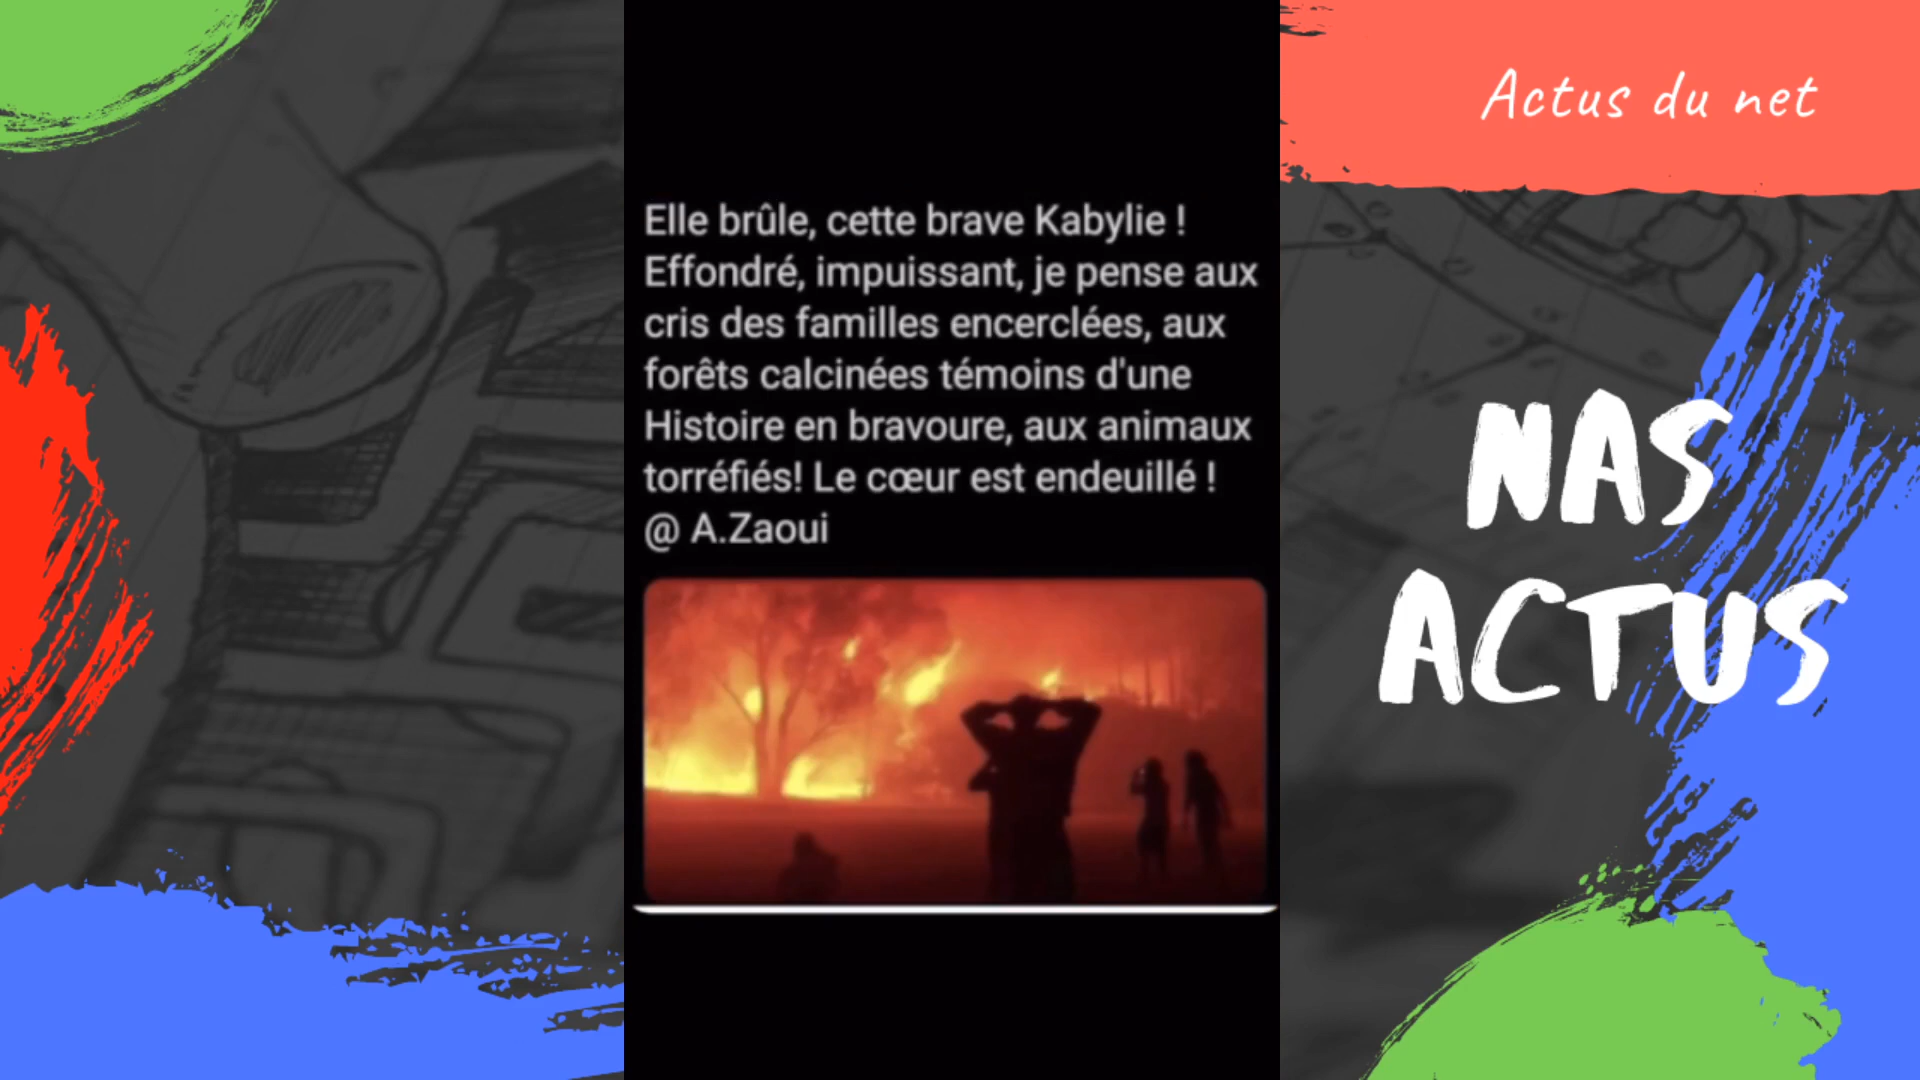 Elle brûle, cette brave Kabylie !
Effondré, impuissant, je pense aux
cris des familles encerclées, aux
forêts calcinées témoins d'une
Histoire en bravoure, aux animaux
torréfiés! Le cœur est endeuillé !
@ A.Zaoui
Actus du net
NAS
ACTUS